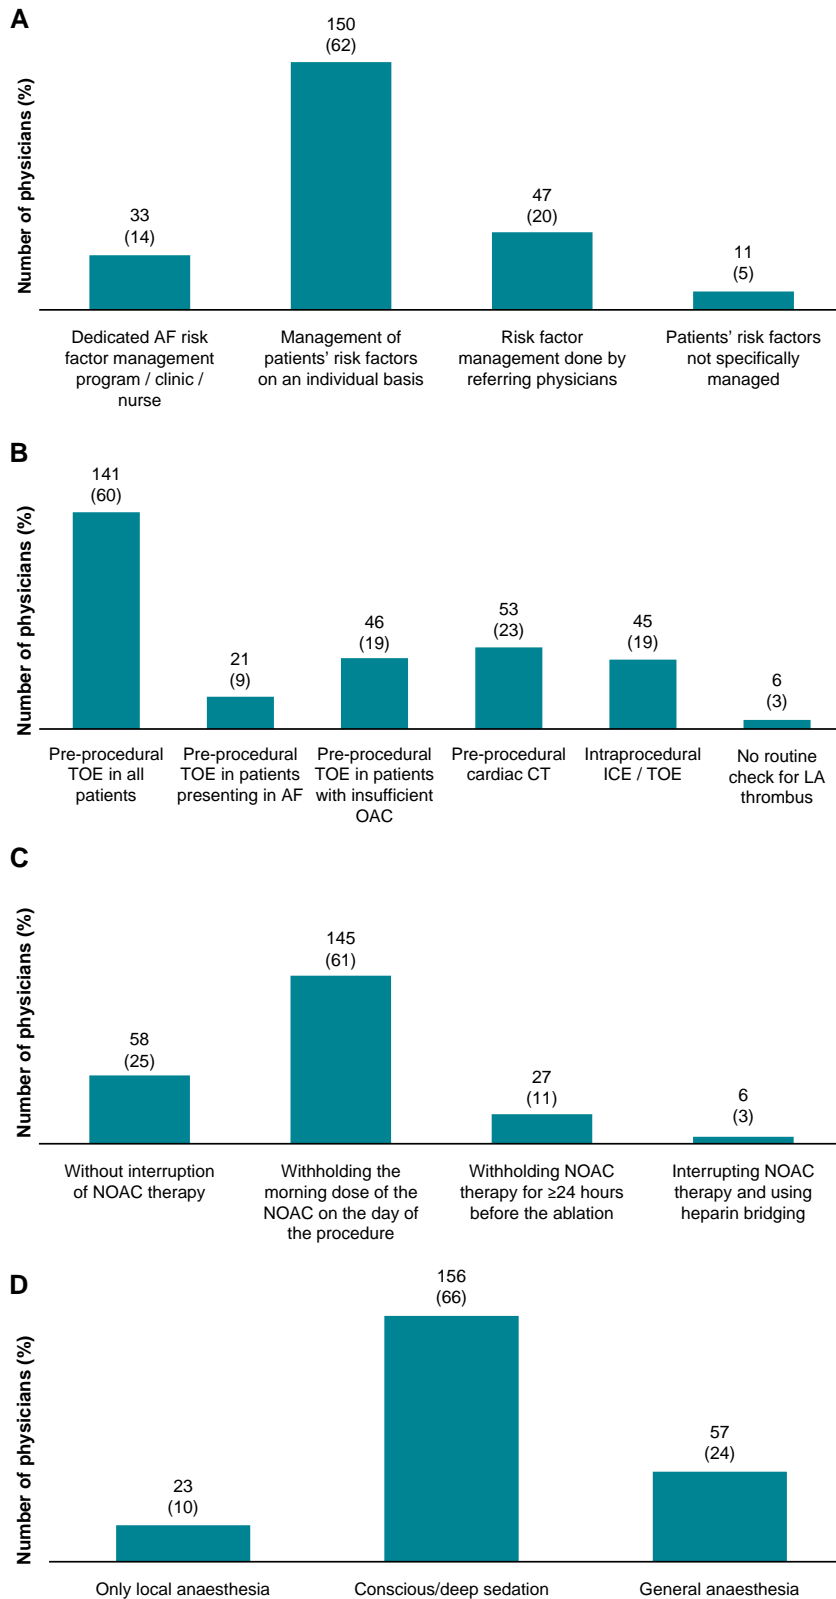 A
Number of physicians (%)
150
(62)
33
(14)
47
(20)
11
(5)
Dedicated AF risk
factor management
program / clinic /
nurse
Management of
patients’ risk factors
on an individual basis
Risk factor
management done by
referring physicians
Patients’ risk factors
not specifically
managed
B
Number of physicians (%)
141
(60)
21
(9)
46
(19)
53
(23)
45
(19)
6
(3)
Pre-procedural
TOE in all
patients
Pre-procedural
TOE in patients
presenting in AF
Pre-procedural
TOE in patients
with insufficient
OAC
Pre-procedural
cardiac CT
Intraprocedural
ICE / TOE
No routine
check for LA
thrombus
C
Number of physicians (%)
58
(25)
145
(61)
27
(11)
6
(3)
Without interruption
of NOAC therapy
Withholding the
morning dose of the
NOAC on the day of
the procedure
Withholding NOAC
therapy for ≥24 hours
before the ablation
Interrupting NOAC
therapy and using
heparin bridging
D
Number of physicians (%)
23
(10)
156
(66)
57
(24)
Only local anaesthesia
Conscious/deep sedation
General anaesthesia